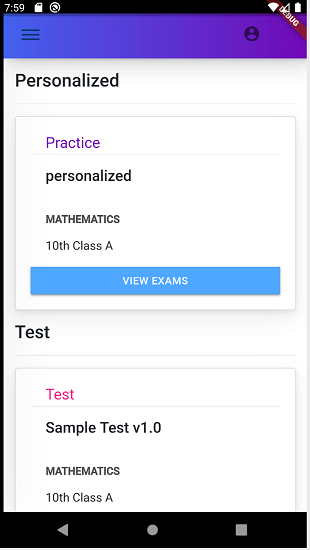 7:59
DEBUG
Personalized
Practice
personalized
MATHEMATICS
10th Class A
VIEW EXAMS
Test
Test
Sample Test v1.0
MATHEMATICS
10th Class A